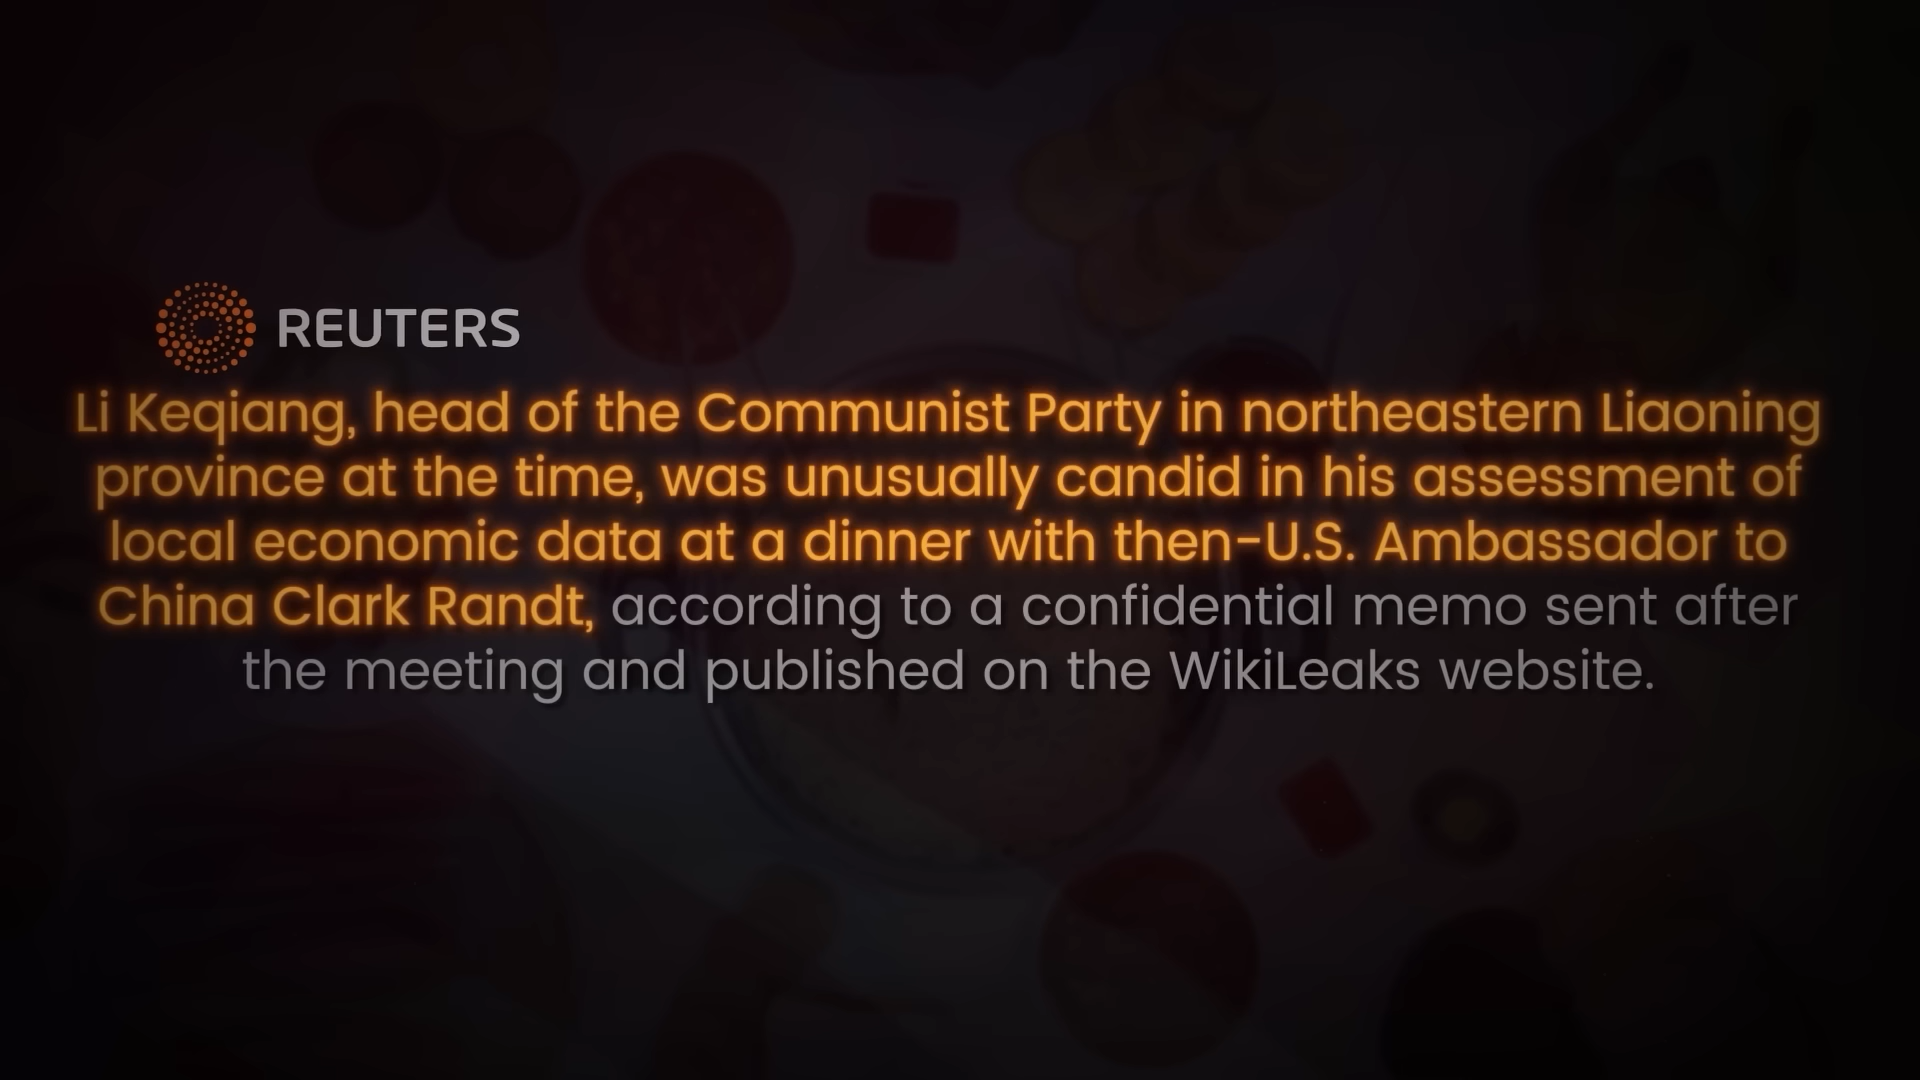 REUTERS
Li Keqiang, head of the Communist Party in northeastern Liaoning
province at the time, was unusually candid in his assessment of
local economic data at a dinner with then-U.S. Ambassador to
China Clark Randt, according to a confidential memo sent after
the meeting and published on the WikiLeaks website.